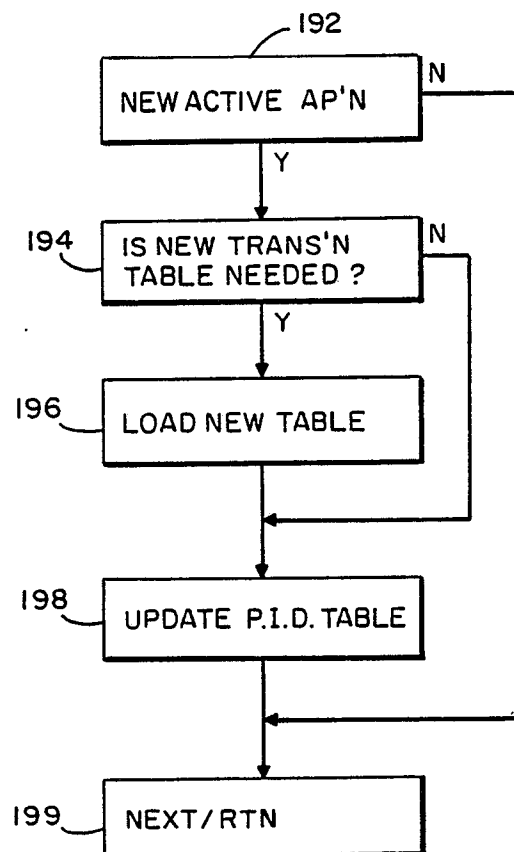 192
NEW ACTIVE AP'N
N
Y
194
IS NEW TRANS'N
TABLE NEEDED ?
N
Y
196
LOAD NEW TABLE
198
UPDATE P.I.D. TABLE
199
NEXT/RTN